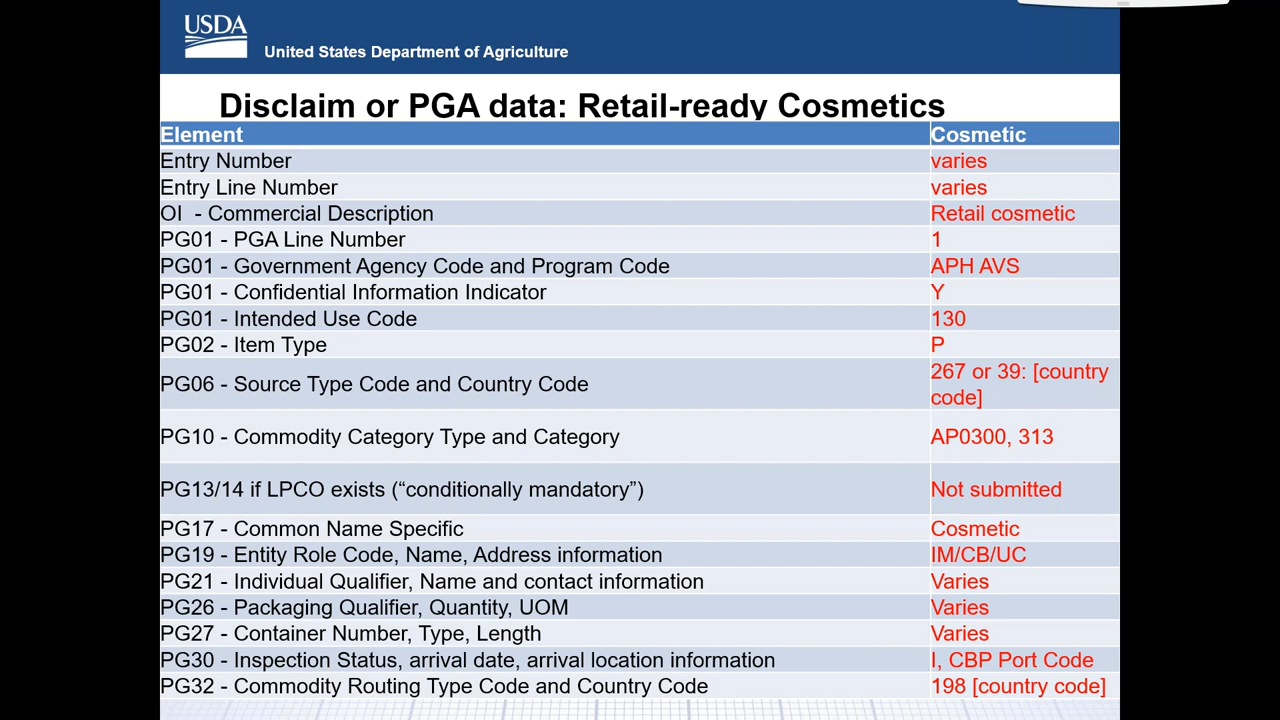 USDA
United States Department of Agriculture
Disclaim or PGA data: Retail-ready Cosmetics
Element Cosmetic
Entry Number varies
Entry Line Number varies
OI - Commercial Description Retail cosmetic
PG01 - PGA Line Number 1
PG01 - Government Agency Code and Program Code APH AVS
PG01 - Confidential Information Indicator Y
PG01 - Intended Use Code 130
PG02 - Item Type P
PG06 - Source Type Code and Country Code 267 or 39: [country
code]
PG10 - Commodity Category Type and Category AP0300, 313
PG13/14 if LPCO exists (“conditionally mandatory”) Not submitted
PG17 - Common Name Specific Cosmetic
PG19 - Entity Role Code, Name, Address information IM/CB/UC
PG21 - Individual Qualifier, Name and contact information Varies
PG26 - Packaging Qualifier, Quantity, UOM Varies
PG27 - Container Number, Type, Length Varies
PG30 - Inspection Status, arrival date, arrival location information I, CBP Port Code
PG32 - Commodity Routing Type Code and Country Code 198 [country code]